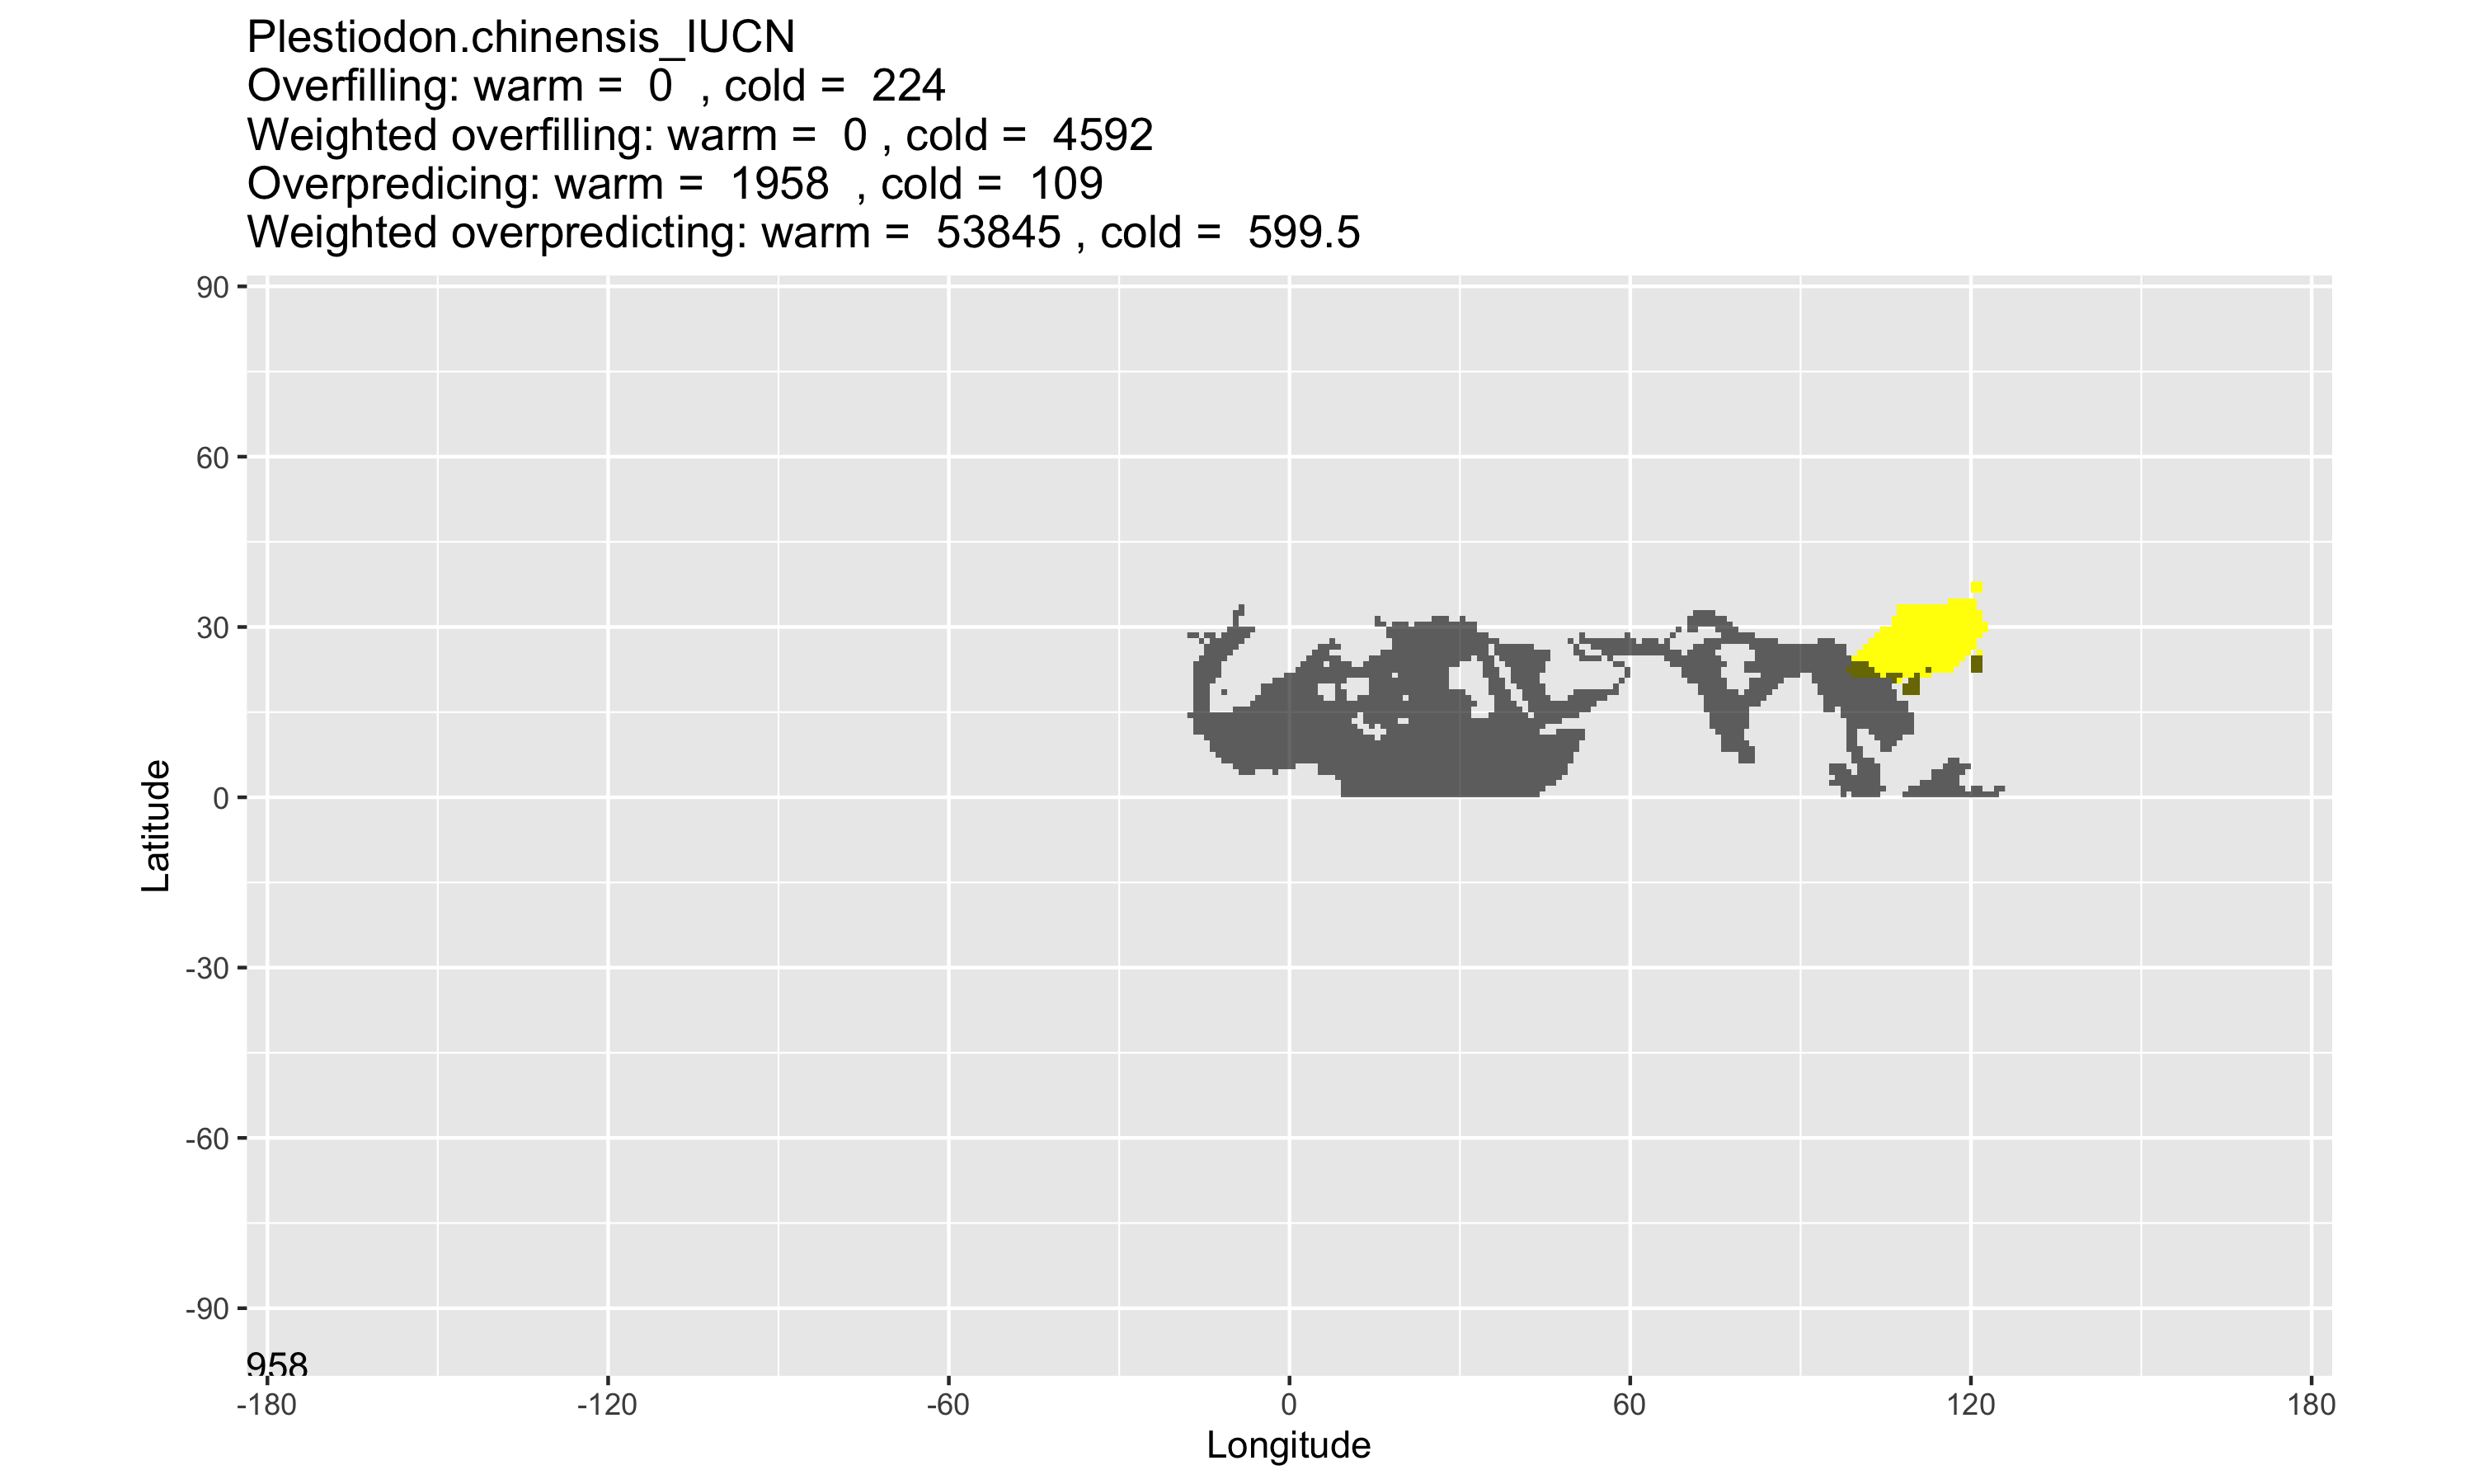 Plestiodon.chinensis_IUCN
Overfilling: warm = 0 , cold = 224
Weighted overfilling: warm = 0 , cold = 4592
Overpredicing: warm = 1958 , cold = 109
Weighted overpredicting: warm = 53845 , cold = 599.5
90
60
30
0
-30
-60
-90
Latitude
958
-180 -120 -60 0 60 120 180
Longitude